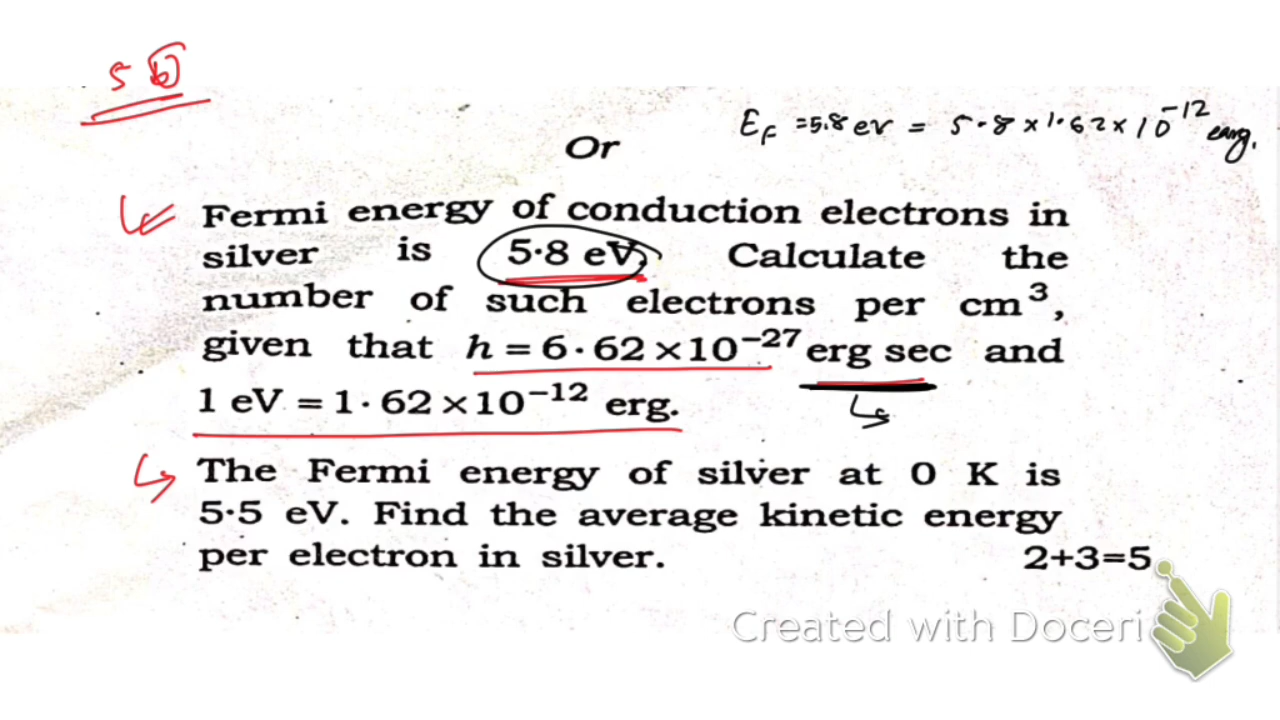 5 (b)
E_F = 5.8 ev = 5.8 × 1.62 × 10⁻¹² erg.
Or
Fermi energy of conduction electrons in
silver is 5·8 eV. Calculate the
number of such electrons per cm³,
given that h = 6·62 × 10⁻²⁷ erg sec and
1 eV = 1·62 × 10⁻¹² erg.
The Fermi energy of silver at 0 K is
5·5 eV. Find the average kinetic energy
per electron in silver. 2+3=5
Created with Doceri